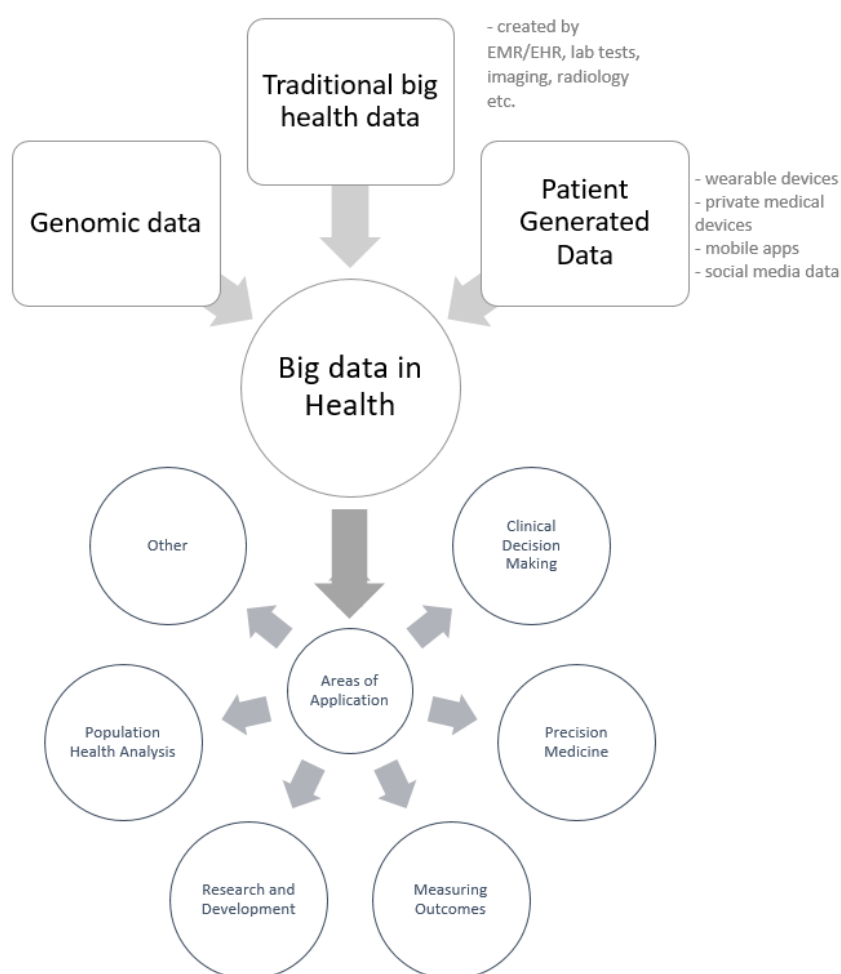 Traditional big
health data
- created by
EMR/EHR, lab tests,
imaging, radiology
etc.
Genomic data
Patient
Generated
Data
- wearable devices
- private medical
devices
- mobile apps
- social media data
Big data in
Health
Other
Clinical
Decision
Making
Areas of
Application
Population
Health Analysis
Precision
Medicine
Research and
Development
Measuring
Outcomes